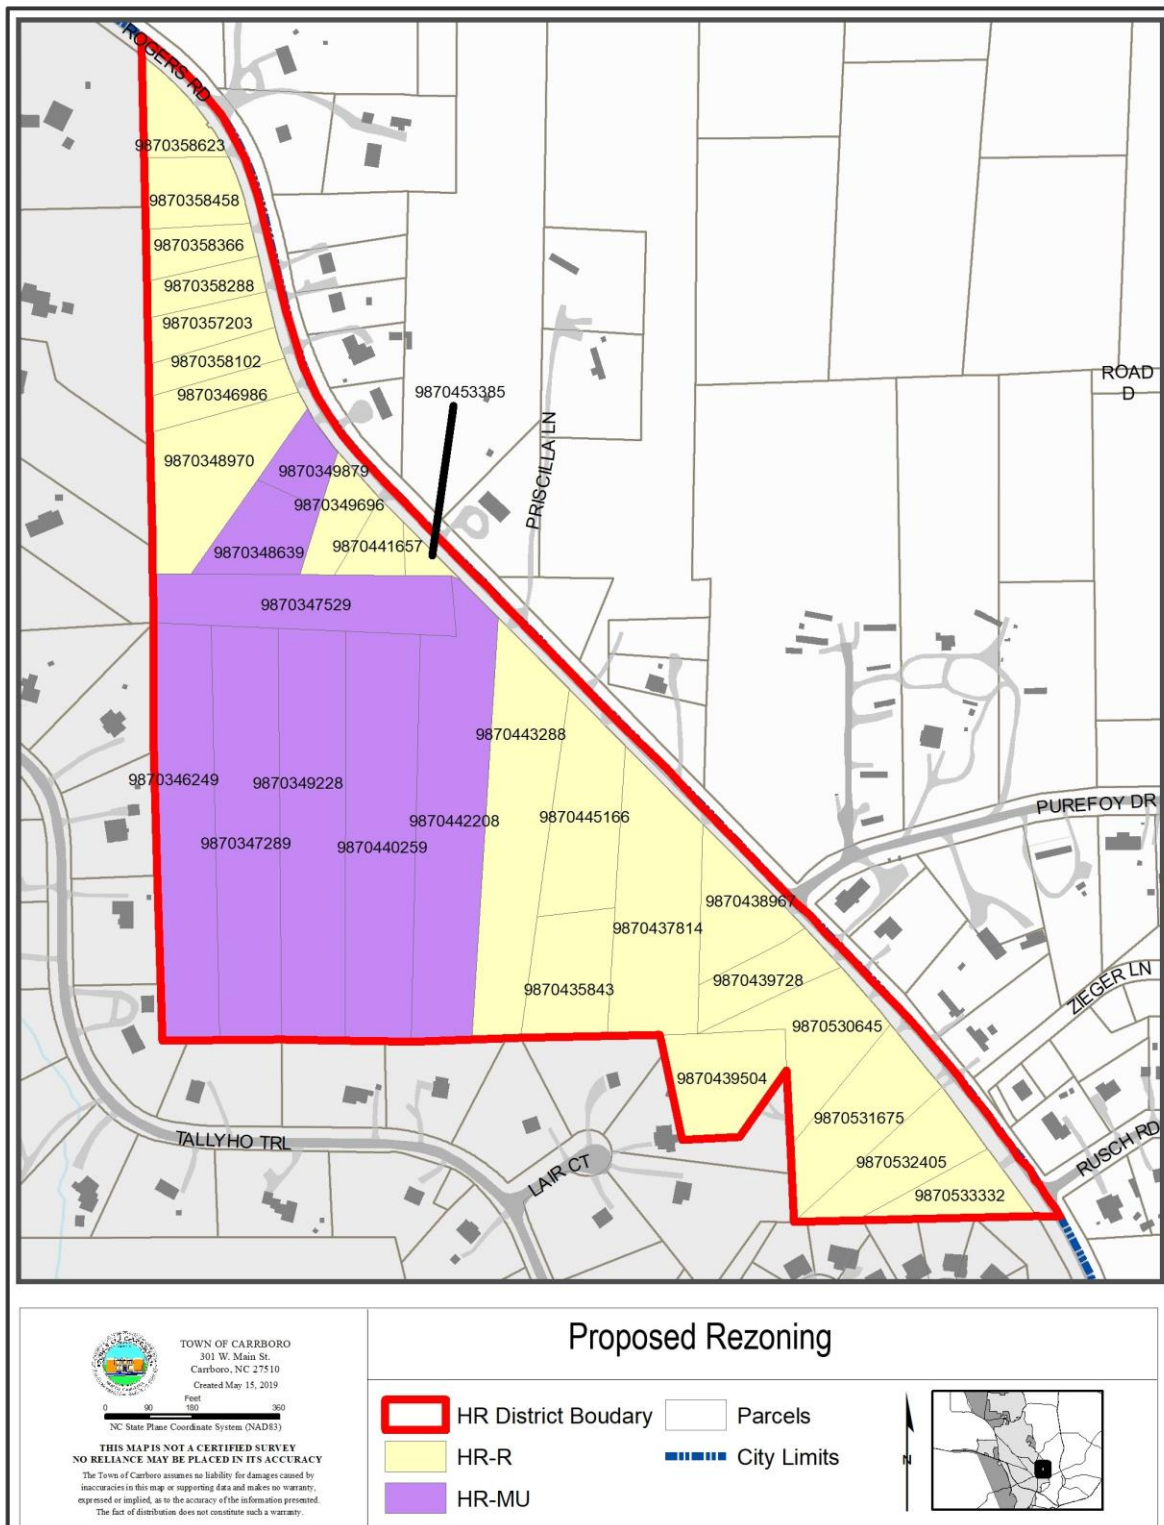 ROGERS RD
9870358623
9870358458
9870358366
9870358288
9870357203
9870358102
9870346986
9870453385
ROAD
D
PRISCILLA LN
9870348970
9870349879
9870349696
9870441657
9870348639
9870347529
9870443288
9870346249
9870349228
9870445166
9870442208
9870347289
9870440259
PUREFOY DR
9870438967
9870437814
9870439728
9870435843
ZIEGER LN
9870530645
9870439504
9870531675
TALLYHO TRL
LAIR CT
9870532405
RUSCH RD
9870533332
TOWN OF CARRBORO
301 W. Main St.
Carrboro, NC 27510
Created May 15, 2019
Feet
0 90 180 360
NC State Plane Coordinate System (NAD83)
THIS MAP IS NOT A CERTIFIED SURVEY
NO RELIANCE MAY BE PLACED IN ITS ACCURACY
The Town of Carrboro assumes no liability for damages caused by
inaccuracies in this map or supporting data and makes no warranty,
expressed or implied, as to the accuracy of the information presented.
The fact of distribution does not constitute such a warranty.
Proposed Rezoning
HR District Boudary
Parcels
HR-R
City Limits
HR-MU
N